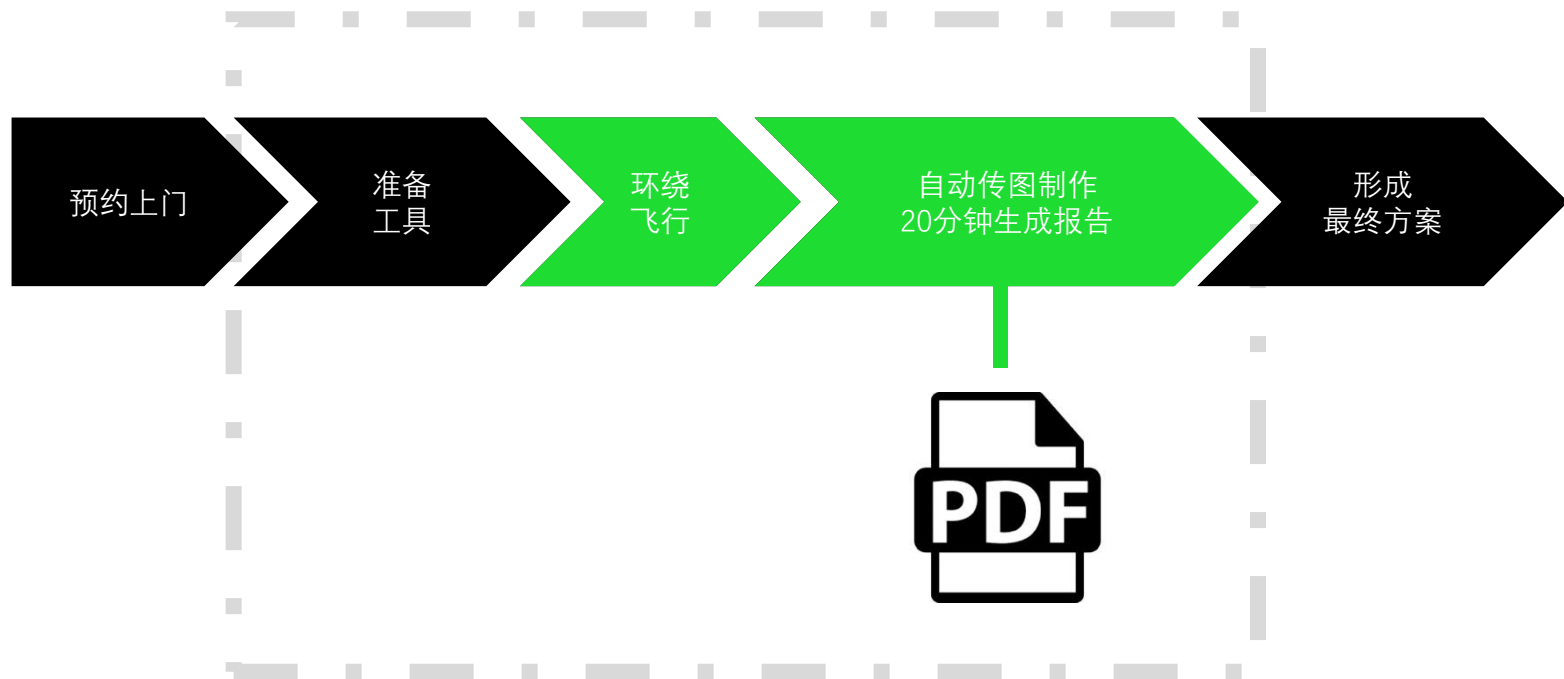 预约上门
准备
工具
环绕
飞行
自动传图制作
20分钟生成报告
形成
最终方案
PDF